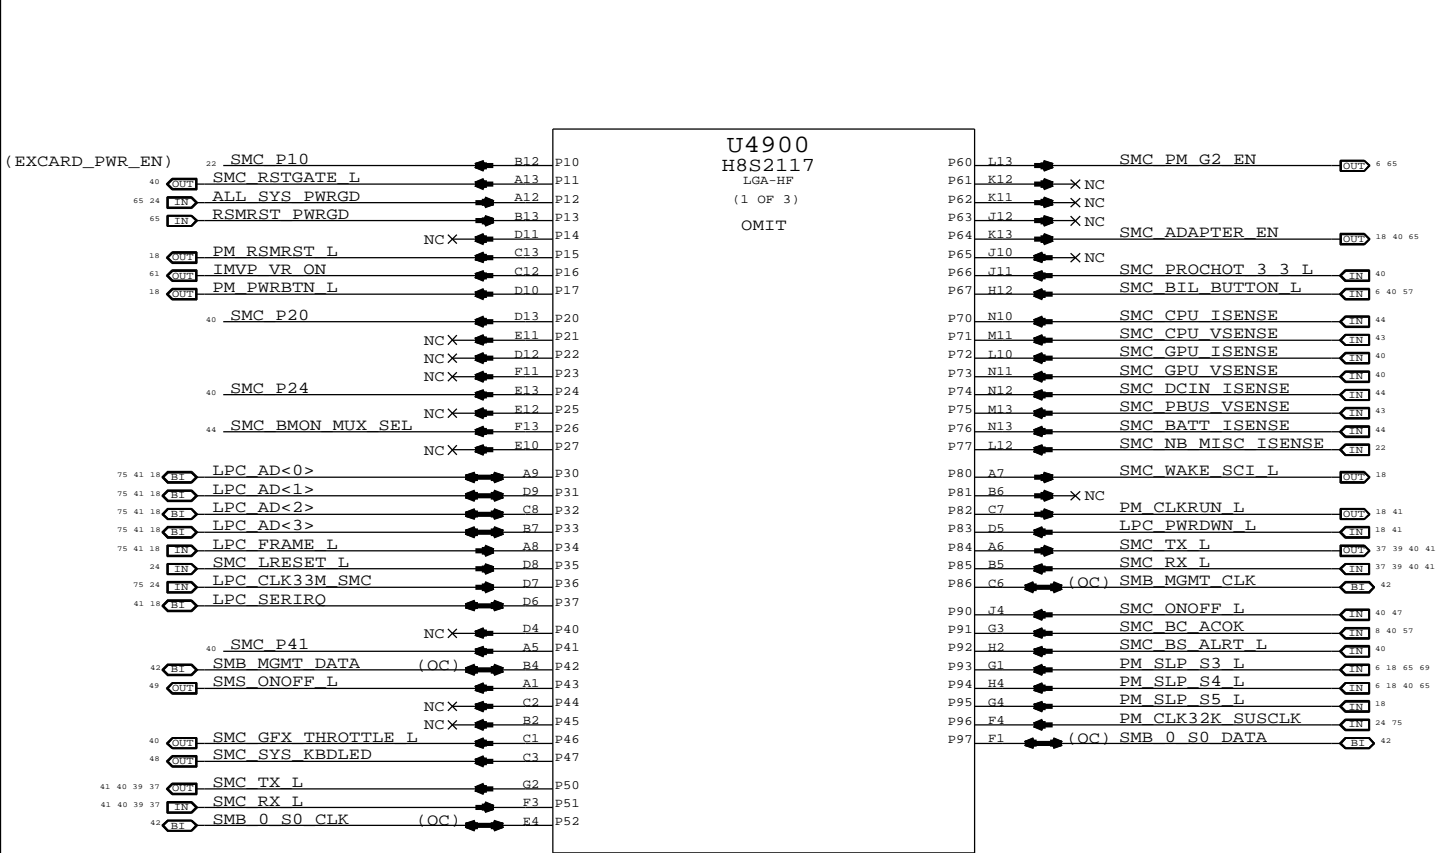 U4900
H8S2117
LGA-HF
(1 OF 3)
OMIT
(EXCARD_PWR_EN) 22 SMC_P10 B12 P10
40 OUT SMC_RSTGATE_L A13 P11
65 24 IN ALL_SYS_PWRGD A12 P12
65 IN RSMRST_PWRGD B13 P13
NC D11 P14
18 OUT PM_RSMRST_L C13 P15
61 OUT IMVP_VR_ON C12 P16
18 OUT PM_PWRBTN_L D10 P17
40 SMC_P20 D13 P20
NC E11 P21
NC D12 P22
NC F11 P23
40 SMC_P24 E13 P24
NC E12 P25
44 SMC_BMON_MUX_SEL F13 P26
NC E10 P27
75 41 18 BI LPC_AD<0> A9 P30
75 41 18 BI LPC_AD<1> D9 P31
75 41 18 BI LPC_AD<2> C8 P32
75 41 18 BI LPC_AD<3> B7 P33
75 41 18 IN LPC_FRAME_L A8 P34
24 IN SMC_LRESET_L D8 P35
75 24 IN LPC_CLK33M_SMC D7 P36
41 18 BI LPC_SERIRQ D6 P37
NC D4 P40
40 SMC_P41 A5 P41
42 BI SMB_MGMT_DATA (OC) B4 P42
49 OUT SMS_ONOFF_L A1 P43
NC C2 P44
NC B2 P45
40 OUT SMC_GFX_THROTTLE_L C1 P46
48 OUT SMC_SYS_KBDLED C3 P47
41 40 39 37 OUT SMC_TX_L G2 P50
41 40 39 37 IN SMC_RX_L F3 P51
42 BI SMB_0_S0_CLK (OC) E4 P52
P60 L13 SMC_PM_G2_EN OUT 6 65
P61 K12 NC
P62 K11 NC
P63 J12 NC
P64 K13 SMC_ADAPTER_EN OUT 18 40 65
P65 J10 NC
P66 J11 SMC_PROCHOT_3_3_L IN 40
P67 H12 SMC_BIL_BUTTON_L IN 6 40 57
P70 N10 SMC_CPU_ISENSE IN 44
P71 M11 SMC_CPU_VSENSE IN 43
P72 L10 SMC_GPU_ISENSE IN 40
P73 N11 SMC_GPU_VSENSE IN 40
P74 N12 SMC_DCIN_ISENSE IN 44
P75 M13 SMC_PBUS_VSENSE IN 43
P76 N13 SMC_BATT_ISENSE IN 44
P77 L12 SMC_NB_MISC_ISENSE IN 22
P80 A7 SMC_WAKE_SCI_L OUT 18
P81 B6 NC
P82 C7 PM_CLKRUN_L OUT 18 41
P83 D5 LPC_PWRDWN_L IN 18 41
P84 A6 SMC_TX_L OUT 37 39 40 41
P85 B5 SMC_RX_L IN 37 39 40 41
P86 C6 (OC) SMB_MGMT_CLK BI 42
P90 J4 SMC_ONOFF_L IN 40 47
P91 G3 SMC_BC_ACOK IN 8 40 57
P92 H2 SMC_BS_ALRT_L IN 40
P93 G1 PM_SLP_S3_L IN 6 18 65 69
P94 H4 PM_SLP_S4_L IN 6 18 40 65
P95 G4 PM_SLP_S5_L IN 18
P96 F4 PM_CLK32K_SUSCLK IN 24 75
P97 F1 (OC) SMB_0_S0_DATA BI 42